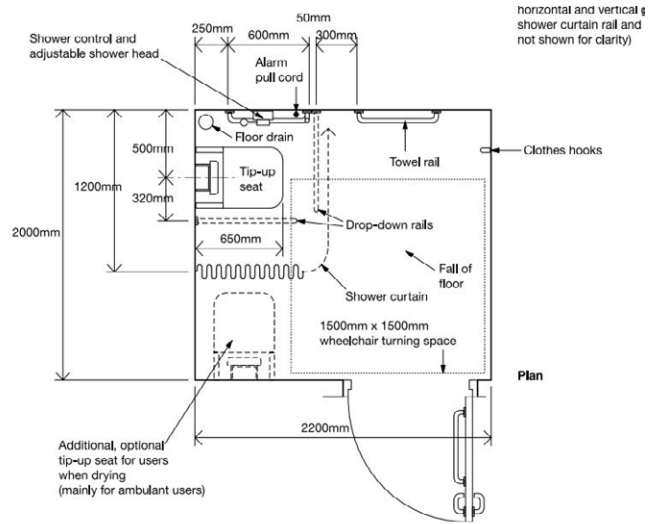 horizontal and vertical
shower curtain rail and
not shown for clarity)
50mm
250mm
600mm
300mm
Shower control and
adjustable shower head
Alarm
pull cord
Floor drain
Towel rail
Clothes hooks
500mm
1200mm
320mm
2000mm
Tip-up
seat
Drop-down rails
650mm
Fall of
floor
Shower curtain
1500mm x 1500mm
wheelchair turning space
Plan
2200mm
Additional, optional
tip-up seat for users
when drying
(mainly for ambulant users)